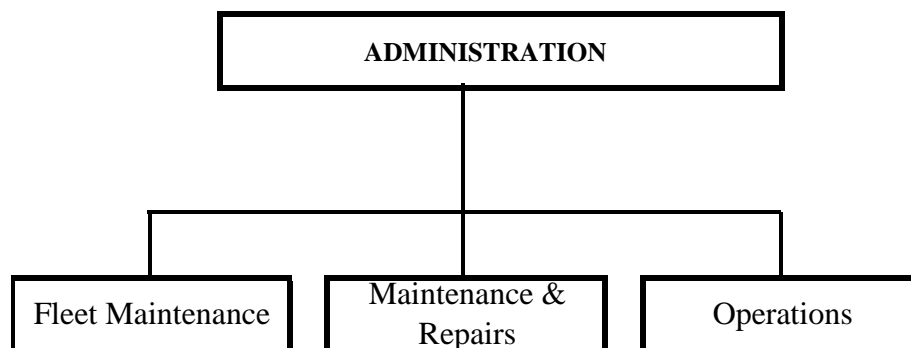 ADMINISTRATION
Fleet Maintenance
Maintenance &
Repairs
Operations